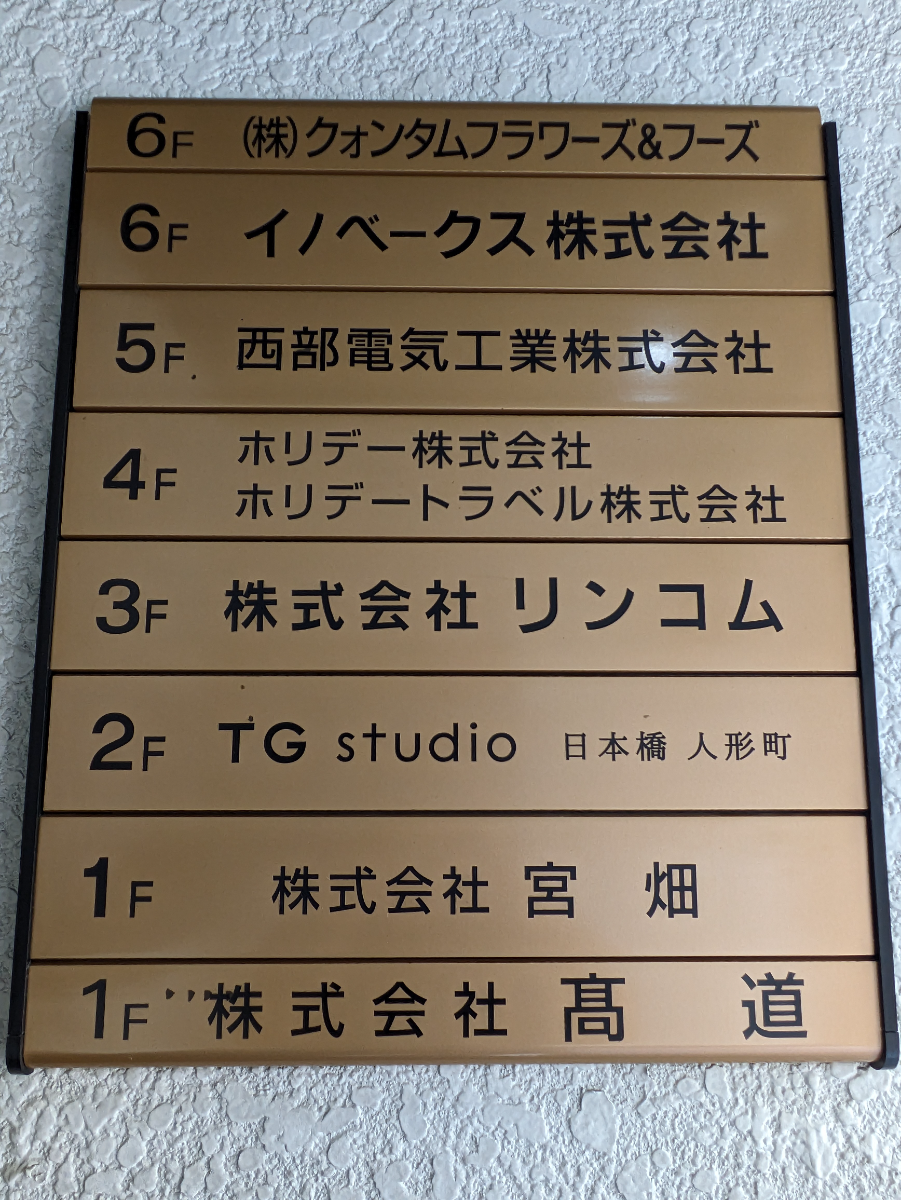 6F (株)クォンタムフラワーズ&フーズ
6F イノベークス株式会社
5F 西部電気工業株式会社
4F ホリデー株式会社
ホリデートラベル株式会社
3F 株式会社 リンコム
2F TG studio 日本橋 人形町
1F 株式会社 宮 畑
1F 株式会社 髙 道